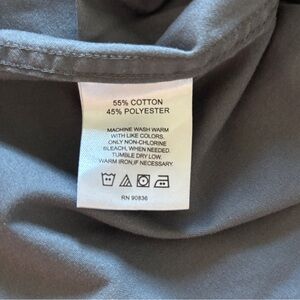 55% COTTON
45% POLYESTER
MACHINE WASH WARM
WITH LIKE COLORS.
ONLY NON-CHLORINE
BLEACH, WHEN NEEDED.
TUMBLE DRY LOW.
WARM IRON,IF NECESSARY.
RN 90836